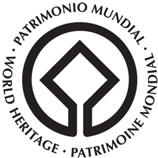 · PATRIMONIO MUNDIAL ·
WORLD HERITAGE ·
PATRIMOINE MONDIAL